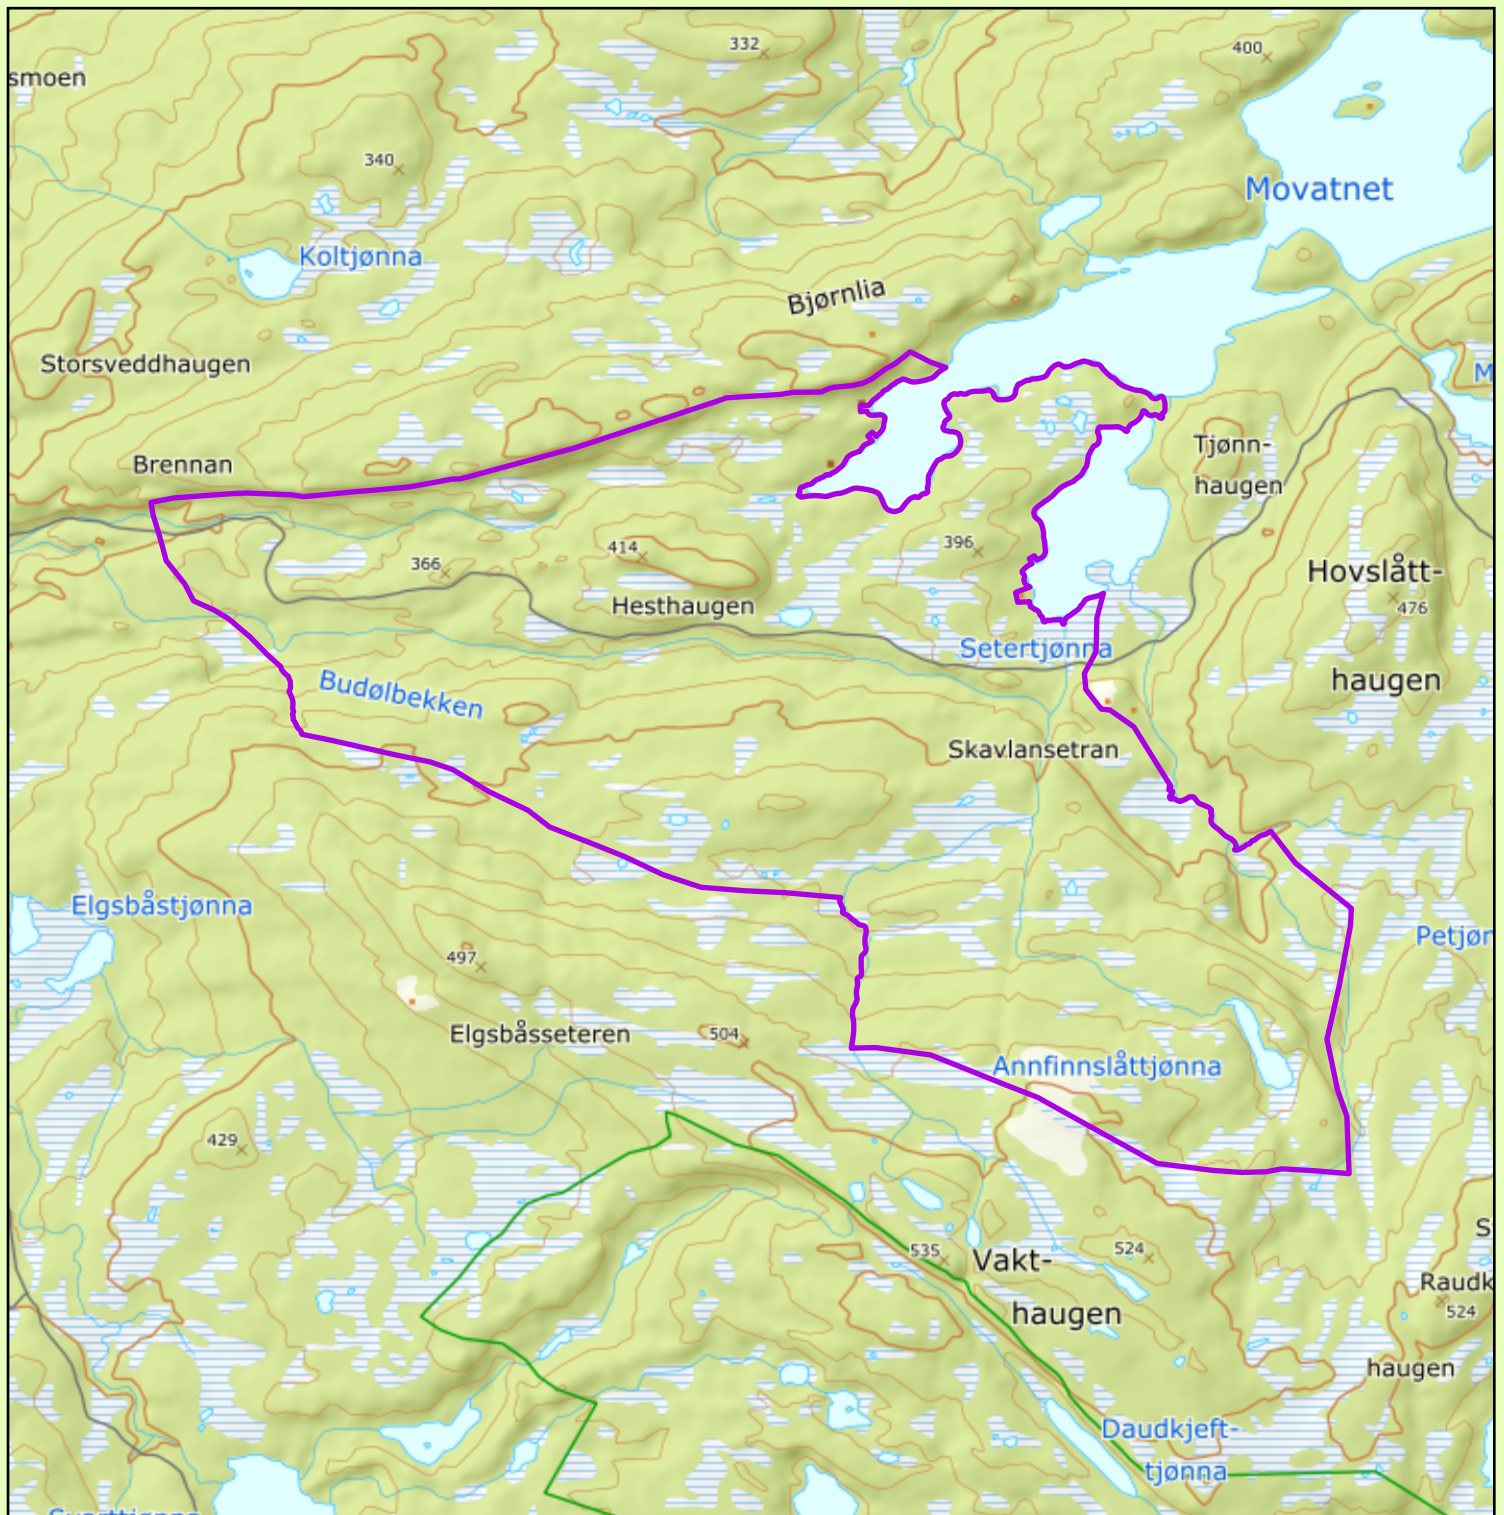 332
400
smoen
340
Movatnet
Koltjønna
Bjørnlia
Storsveddhaugen
M
Brennan
Tjønn-
haugen
396
414
366
Hovslått-
476
Hesthaugen
Setertjønna
haugen
Budølbekken
Skavlansetran
Elgsbåstjønna
Petjør
497
Elgsbåsseteren
504
Annfinnslåttjønna
429
S
535
Vakt-
524
Raudk
524
haugen
haugen
Daudkjeft-
tjønna